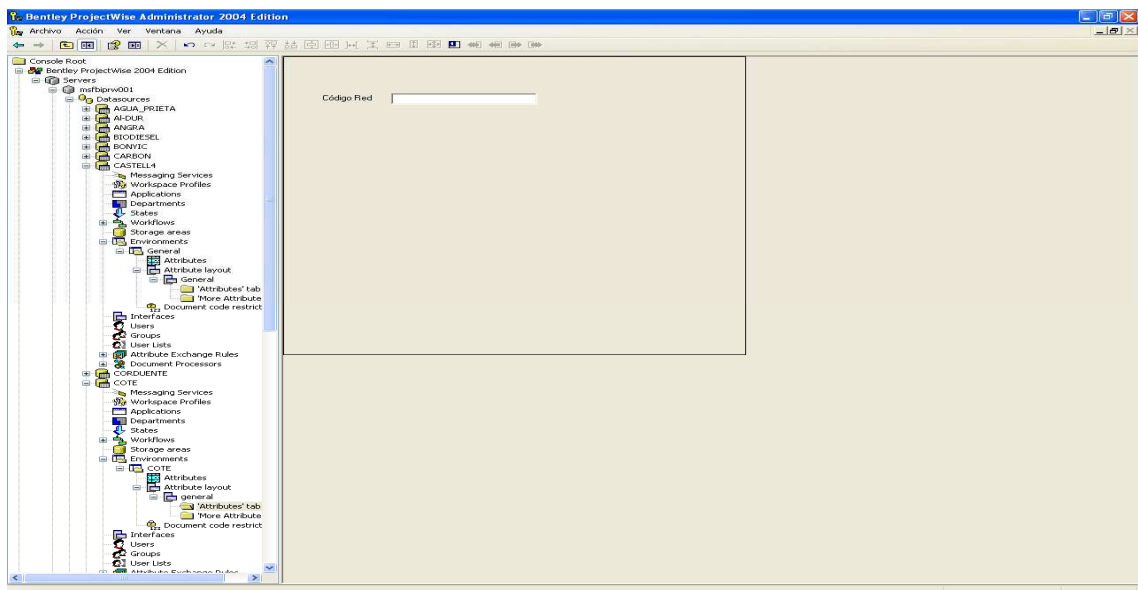 Bentley ProjectWise Administrator 2004 Edition
Archivo Acción Ver Ventana Ayuda
Console Root
Bentley ProjectWise 2004 Edition
Servers
msfbiprw001
Datasources
AGUA_PRIETA
Al-DUR
ANGRA
BIODIESEL
BONYIC
CARBON
CASTELL4
Messaging Services
Workspace Profiles
Applications
Departments
States
Workflows
Storage areas
Environments
General
Attributes
Attribute layout
General
'Attributes' tab
'More Attribute
Document code restrict
Interfaces
Users
Groups
User Lists
Attribute Exchange Rules
Document Processors
CORDUENTE
COTE
Messaging Services
Workspace Profiles
Applications
Departments
States
Workflows
Storage areas
Environments
COTE
Attributes
Attribute layout
general
'Attributes' tab
'More Attribute
Document code restrict
Interfaces
Users
Groups
User Lists
Attribute Exchange Rules
Código Red